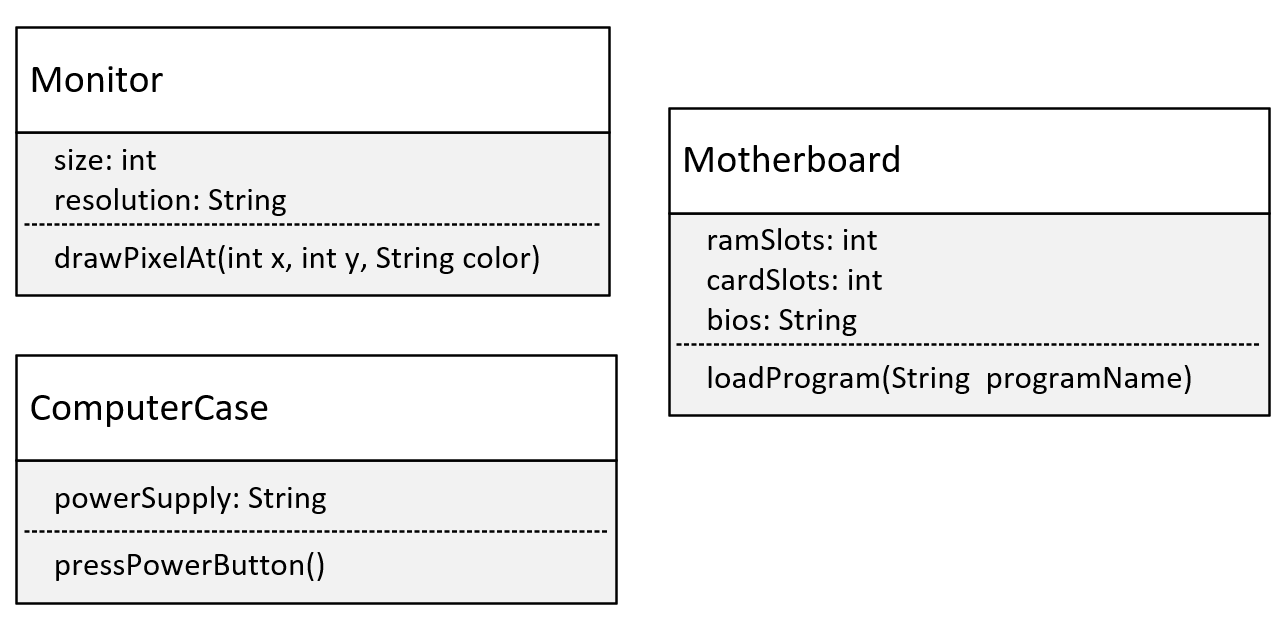 Monitor
size: int
resolution: String
drawPixelAt(int x, int y, String color)
ComputerCase
powerSupply: String
pressPowerButton()
Motherboard
ramSlots: int
cardSlots: int
bios: String
loadProgram(String  programName)